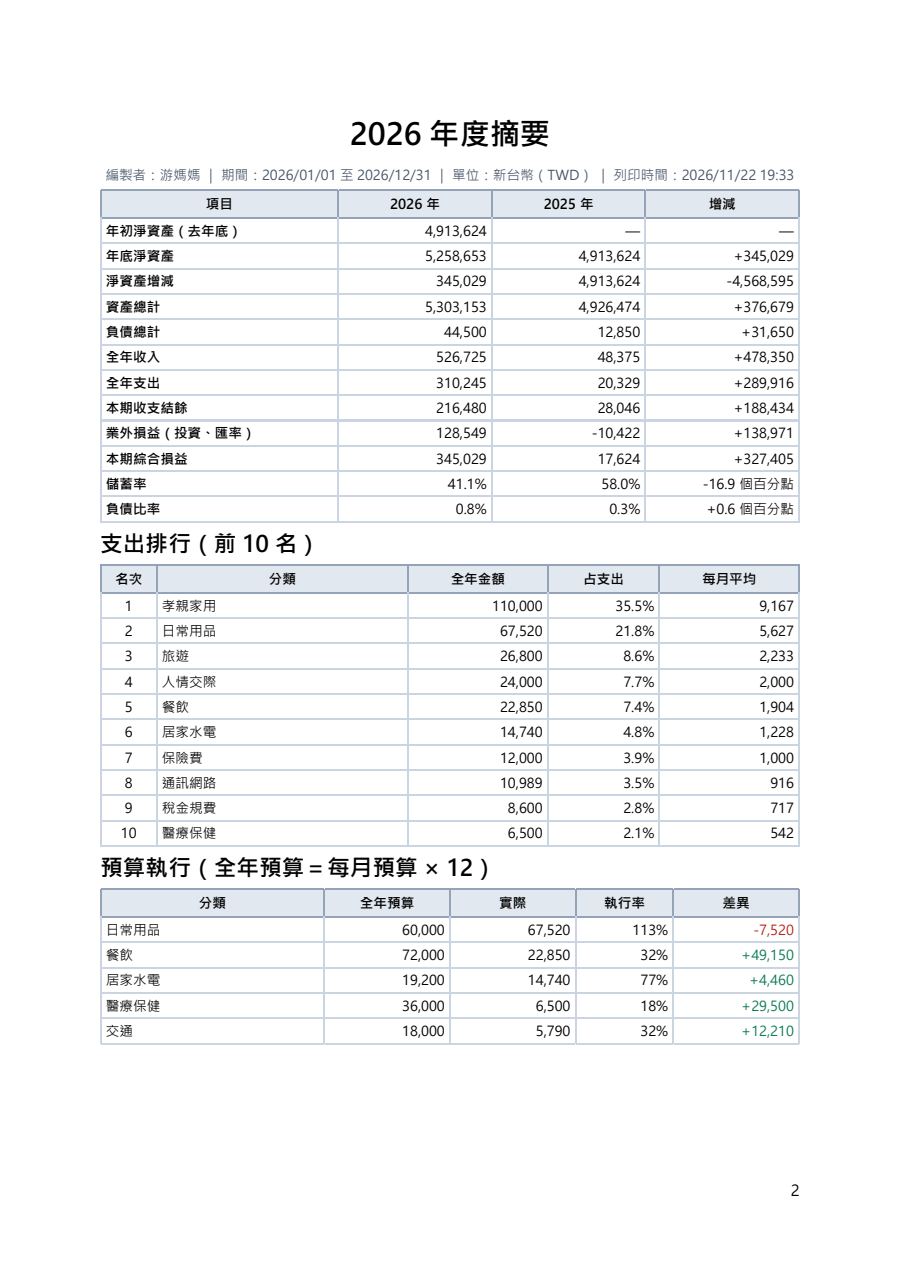 2026 年度摘要
編製者：游媽媽 ｜ 期間：2026/01/01 至 2026/12/31 ｜ 單位：新台幣（TWD） ｜ 列印時間：2026/11/22 19:33
項目 2026 年 2025 年 增減
年初淨資產（去年底） 4,913,624 — —
年底淨資產 5,258,653 4,913,624 +345,029
淨資產增減 345,029 4,913,624 -4,568,595
資產總計 5,303,153 4,926,474 +376,679
負債總計 44,500 12,850 +31,650
全年收入 526,725 48,375 +478,350
全年支出 310,245 20,329 +289,916
本期收支結餘 216,480 28,046 +188,434
業外損益（投資、匯率） 128,549 -10,422 +138,971
本期綜合損益 345,029 17,624 +327,405
儲蓄率 41.1% 58.0% -16.9 個百分點
負債比率 0.8% 0.3% +0.6 個百分點
支出排行（前 10 名）
名次 分類 全年金額 占支出 每月平均
1 孝親家用 110,000 35.5% 9,167
2 日常用品 67,520 21.8% 5,627
3 旅遊 26,800 8.6% 2,233
4 人情交際 24,000 7.7% 2,000
5 餐飲 22,850 7.4% 1,904
6 居家水電 14,740 4.8% 1,228
7 保險費 12,000 3.9% 1,000
8 通訊網路 10,989 3.5% 916
9 稅金規費 8,600 2.8% 717
10 醫療保健 6,500 2.1% 542
預算執行（全年預算＝每月預算 × 12）
分類 全年預算 實際 執行率 差異
日常用品 60,000 67,520 113% -7,520
餐飲 72,000 22,850 32% +49,150
居家水電 19,200 14,740 77% +4,460
醫療保健 36,000 6,500 18% +29,500
交通 18,000 5,790 32% +12,210
2